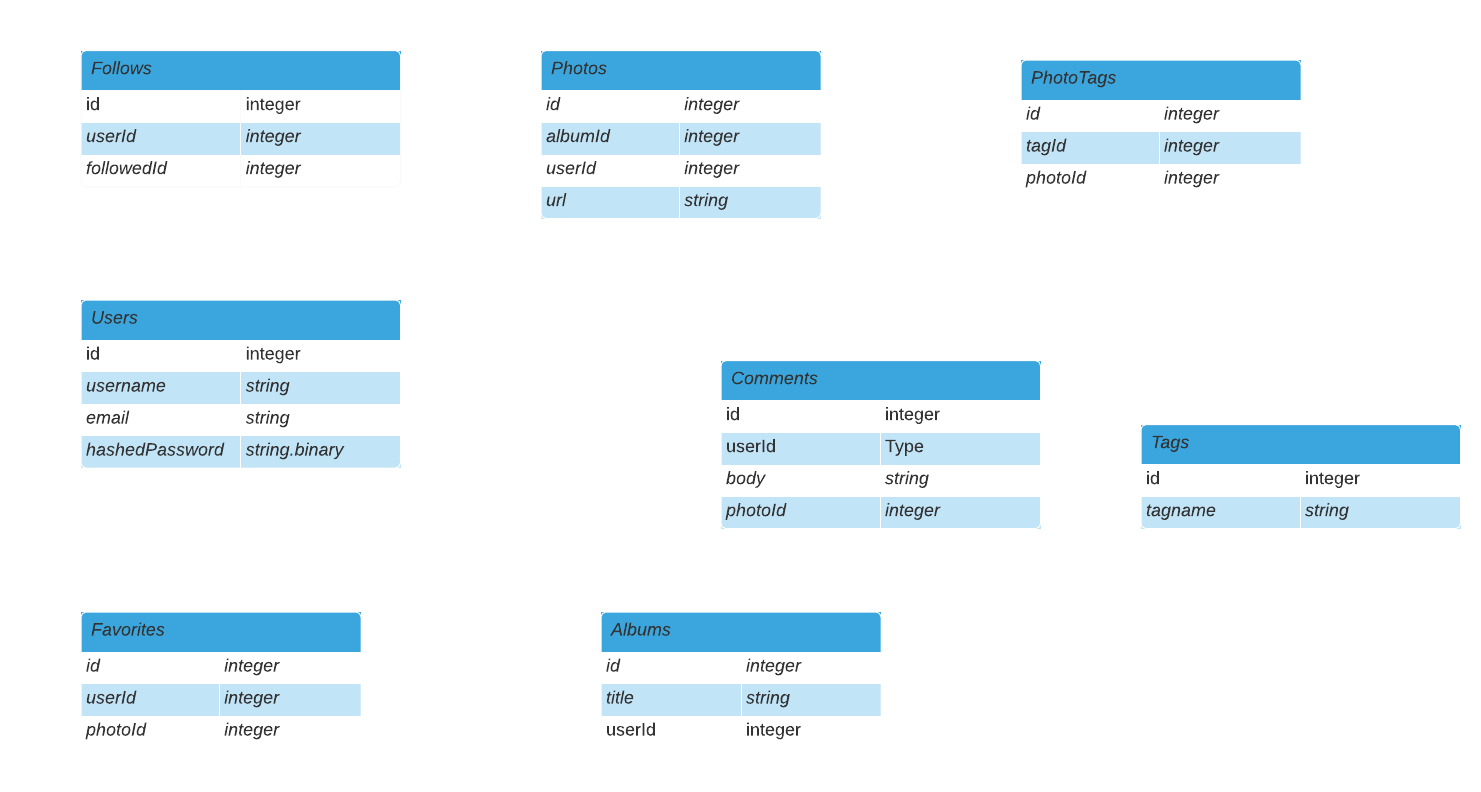 Follows
id integer
userId integer
followedId integer
Photos
id integer
albumId integer
userId integer
url string
PhotoTags
id integer
tagId integer
photoId integer
Users
id integer
username string
email string
hashedPassword string.binary
Comments
id integer
userId Type
body string
photoId integer
Tags
id integer
tagname string
Favorites
id integer
userId integer
photoId integer
Albums
id integer
title string
userId integer